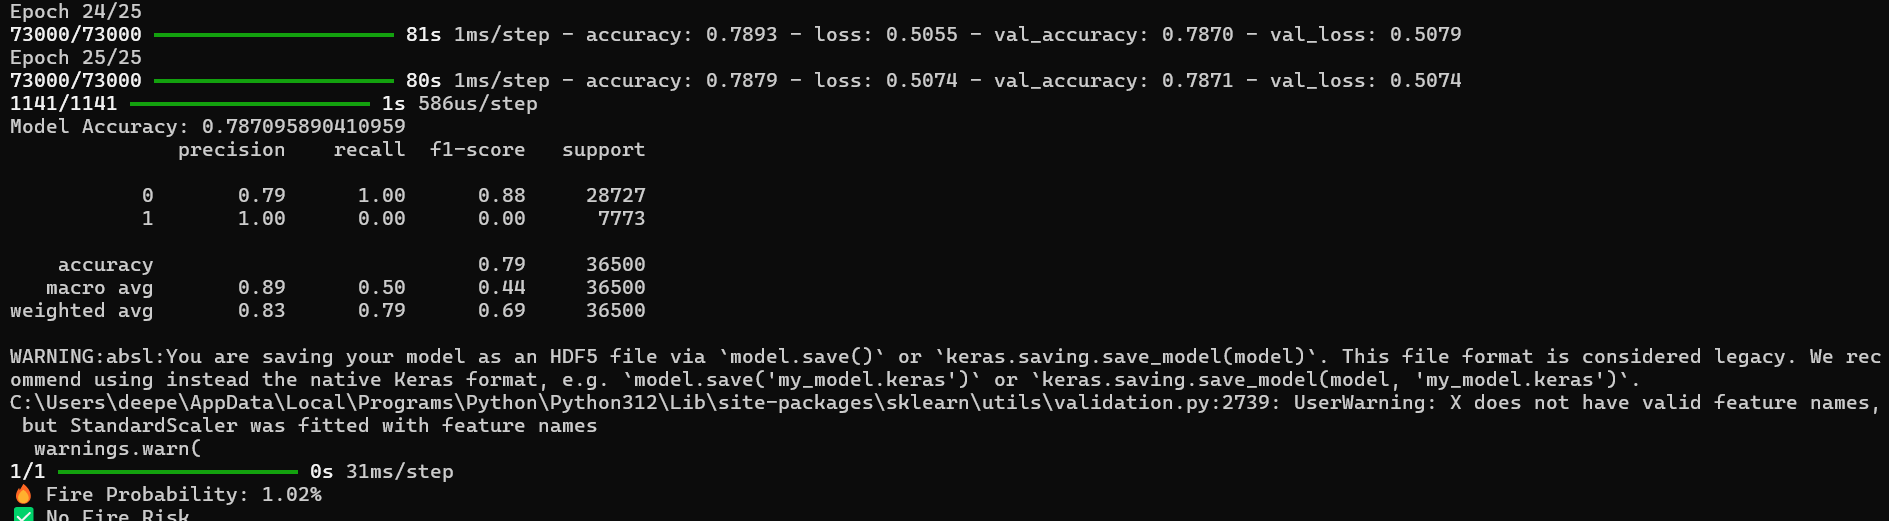 Epoch 24/25
73000/73000 ━━━━━━━━━━━━━━━━━━━━ 81s 1ms/step - accuracy: 0.7893 - loss: 0.5055 - val_accuracy: 0.7870 - val_loss: 0.5079
Epoch 25/25
73000/73000 ━━━━━━━━━━━━━━━━━━━━ 80s 1ms/step - accuracy: 0.7879 - loss: 0.5074 - val_accuracy: 0.7871 - val_loss: 0.5074
1141/1141 ━━━━━━━━━━━━━━━━━━━━ 1s 586us/step
Model Accuracy: 0.787095890410959
              precision    recall  f1-score   support
           0       0.79      1.00      0.88     28727
           1       1.00      0.00      0.00      7773
    accuracy                           0.79     36500
   macro avg       0.89      0.50      0.44     36500
weighted avg       0.83      0.79      0.69     36500
WARNING:absl:You are saving your model as an HDF5 file via `model.save()` or `keras.saving.save_model(model)`. This file format is considered legacy. We rec
ommend using instead the native Keras format, e.g. `model.save('my_model.keras')` or `keras.saving.save_model(model, 'my_model.keras')`.
C:\Users\deepe\AppData\Local\Programs\Python\Python312\Lib\site-packages\sklearn\utils\validation.py:2739: UserWarning: X does not have valid feature names,
 but StandardScaler was fitted with feature names
  warnings.warn(
1/1 ━━━━━━━━━━━━━━━━━━━━ 0s 31ms/step
🔥 Fire Probability: 1.02%
✅ No Fire Risk